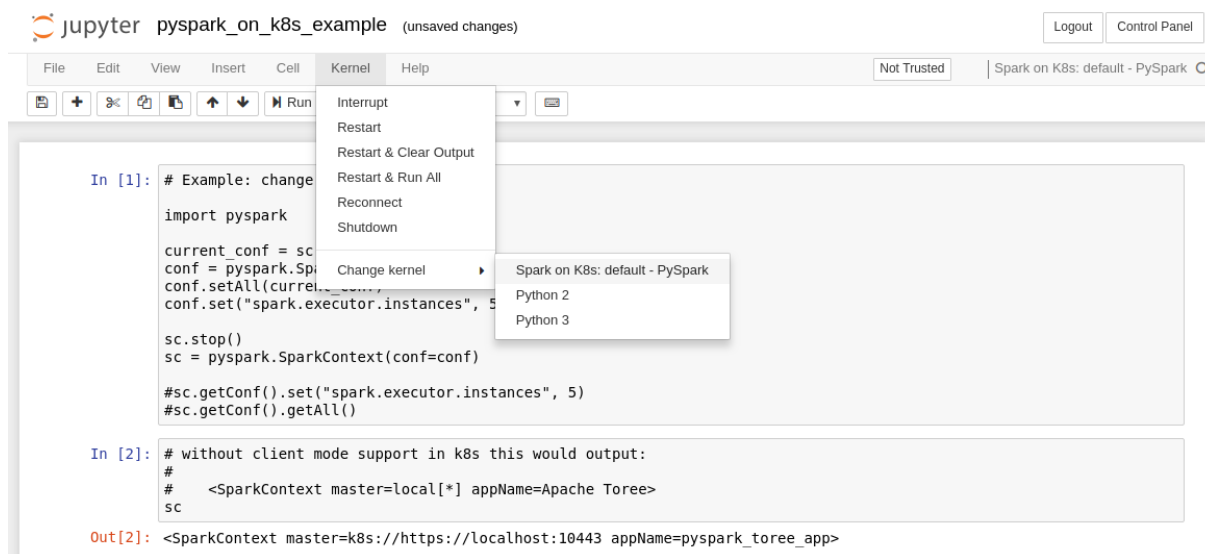 jupyter pyspark_on_k8s_example (unsaved changes) Logout Control Panel
File Edit View Insert Cell Kernel Help Not Trusted Spark on K8s: default - PySpark
Run
Interrupt
Restart
Restart & Clear Output
Restart & Run All
Reconnect
Shutdown
Change kernel
Spark on K8s: default - PySpark
Python 2
Python 3
In [1]: # Example: change
import pyspark
current_conf = sc
conf = pyspark.Spa
conf.setAll(current_conf)
conf.set("spark.executor.instances", 5
sc.stop()
sc = pyspark.SparkContext(conf=conf)
#sc.getConf().set("spark.executor.instances", 5)
#sc.getConf().getAll()
In [2]: # without client mode support in k8s this would output:
#
# <SparkContext master=local[*] appName=Apache Toree>
sc
Out[2]: <SparkContext master=k8s://https://localhost:10443 appName=pyspark_toree_app>